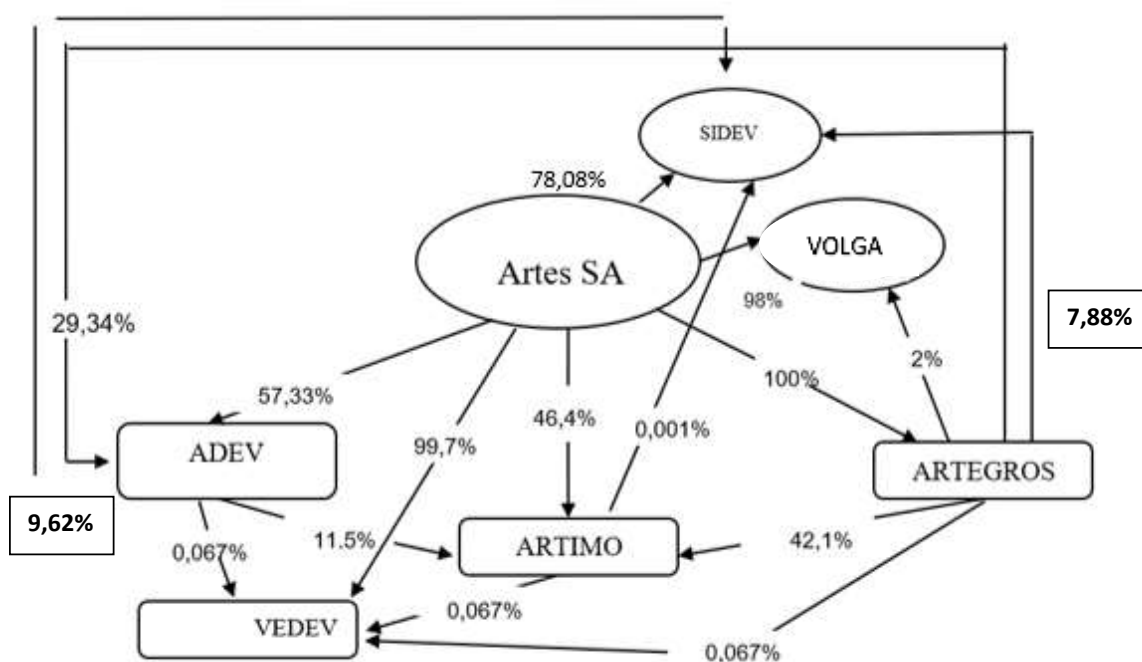 SIDEV
78,08%
Artes SA
VOLGA
98%
7,88%
29,34%
2%
57,33%
100%
46,4%
0,001%
99,7%
ADEV
ARTEGROS
9,62%
0,067%
11.5%
ARTIMO
42,1%
0,067%
VEDEV
0,067%